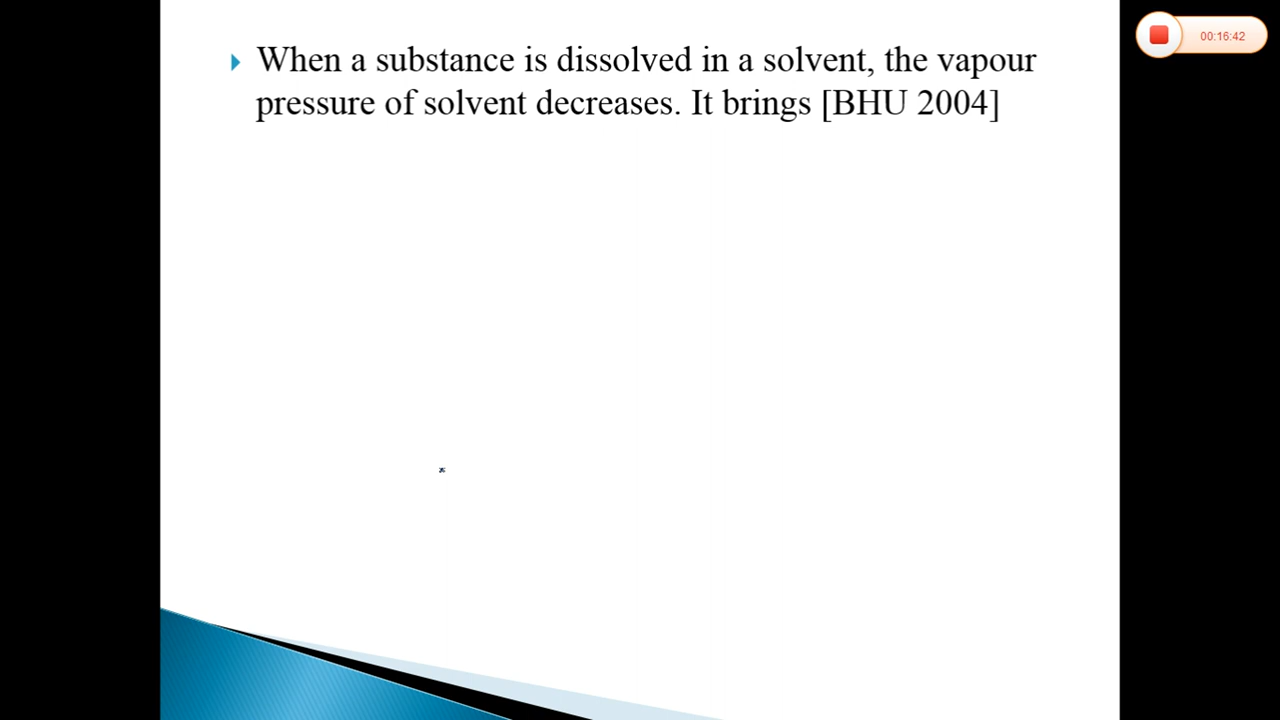 When a substance is dissolved in a solvent, the vapour
pressure of solvent decreases. It brings [BHU 2004]
00:16:42